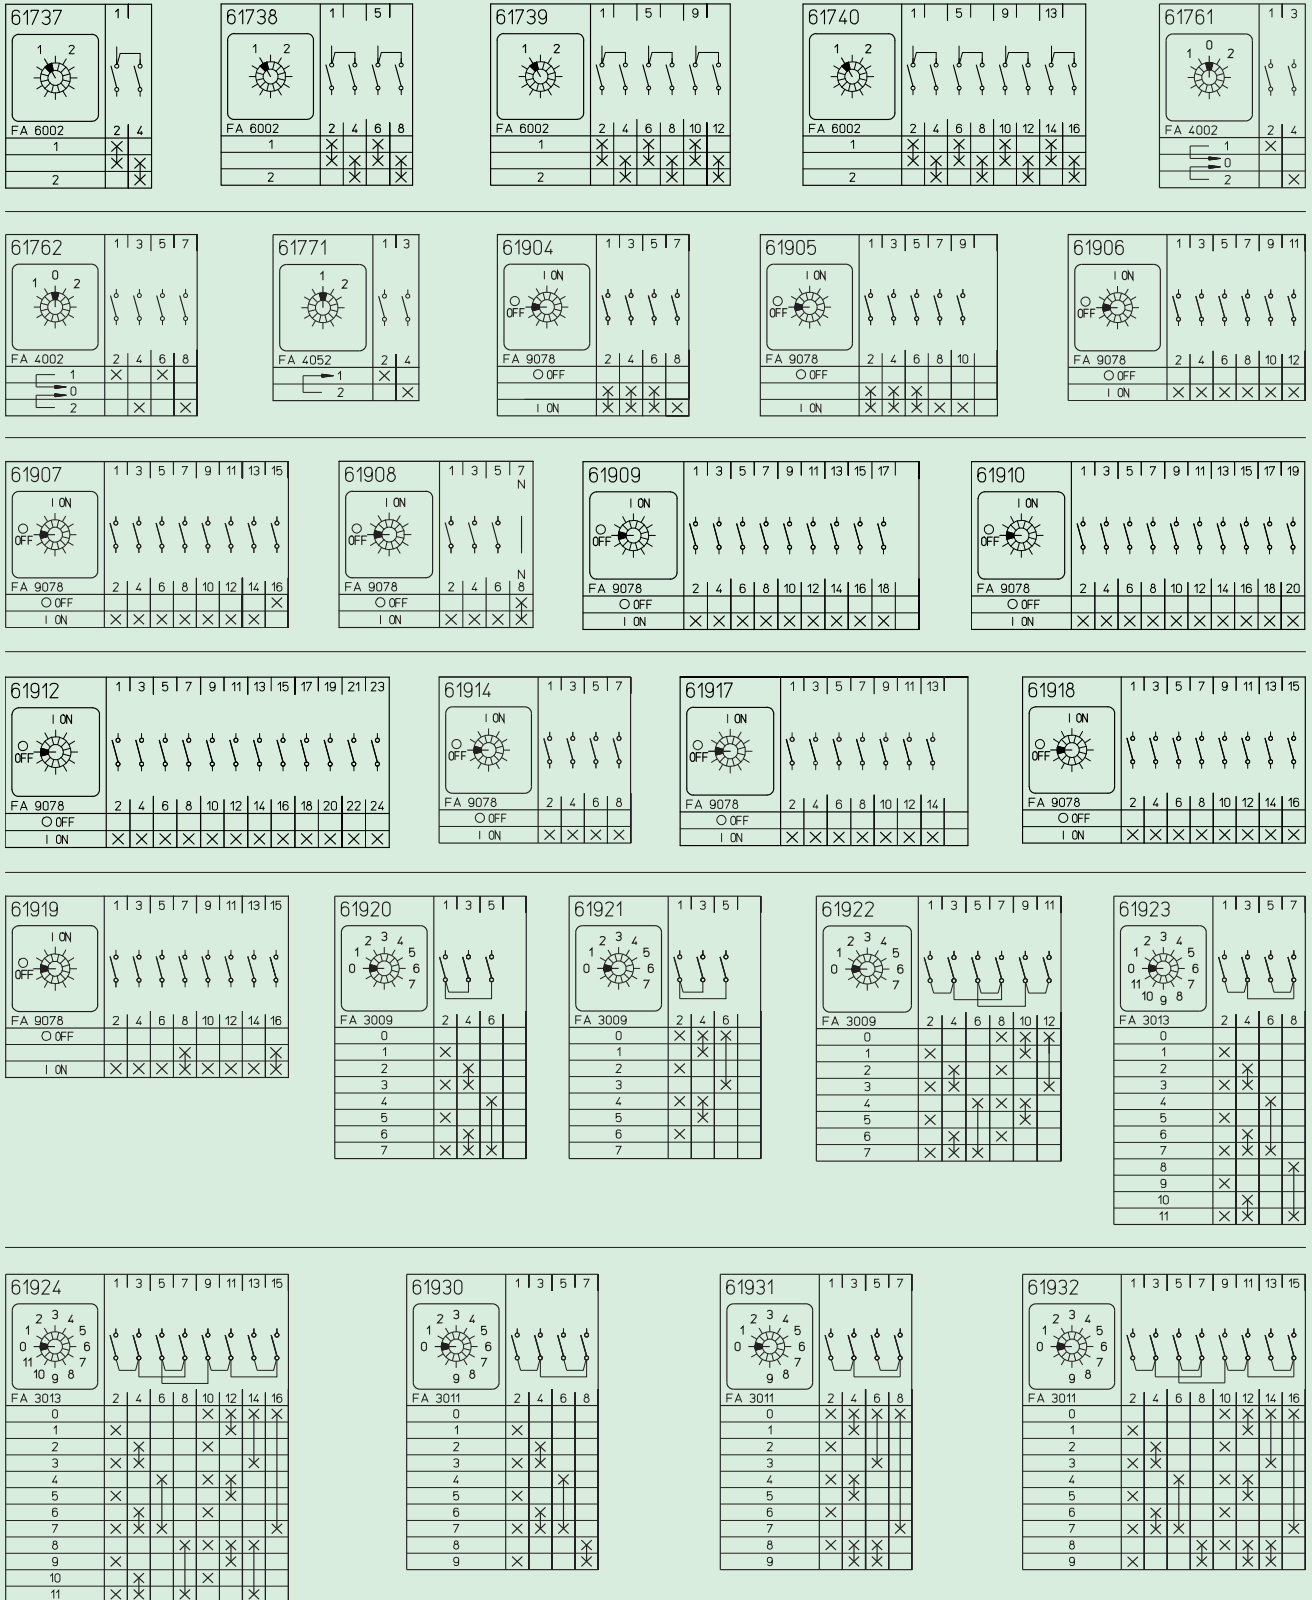 61737 1
1 2
FA 6002 2 4
1
2
61738 1 5
1 2
FA 6002 2 4 6 8
1
2
61739 1 5 9
1 2
FA 6002 2 4 6 8 10 12
1
2
61740 1 5 9 13
1 2
FA 6002 2 4 6 8 10 12 14 16
1
2
61761 1 3
0
1 2
FA 4002 2 4
1
0
2
61762 1 3 5 7
0
1 2
FA 4002 2 4 6 8
1
0
2
61771 1 3
1
2
FA 4052 2 4
1
2
61904 1 3 5 7
I ON
O
OFF
FA 9078 2 4 6 8
O OFF
I ON
61905 1 3 5 7 9
I ON
O
OFF
FA 9078 2 4 6 8 10
O OFF
I ON
61906 1 3 5 7 9 11
I ON
O
OFF
FA 9078 2 4 6 8 10 12
O OFF
I ON
61907 1 3 5 7 9 11 13 15
I ON
O
OFF
FA 9078 2 4 6 8 10 12 14 16
O OFF
I ON
61908 1 3 5 7
N
I ON
O
OFF
N
FA 9078 2 4 6 8
O OFF
I ON
61909 1 3 5 7 9 11 13 15 17
I ON
O
OFF
FA 9078 2 4 6 8 10 12 14 16 18
O OFF
I ON
61910 1 3 5 7 9 11 13 15 17 19
I ON
O
OFF
FA 9078 2 4 6 8 10 12 14 16 18 20
O OFF
I ON
61912 1 3 5 7 9 11 13 15 17 19 21 23
I ON
O
OFF
FA 9078 2 4 6 8 10 12 14 16 18 20 22 24
O OFF
I ON
61914 1 3 5 7
I ON
O
OFF
FA 9078 2 4 6 8
O OFF
I ON
61917 1 3 5 7 9 11 13
I ON
O
OFF
FA 9078 2 4 6 8 10 12 14
O OFF
I ON
61918 1 3 5 7 9 11 13 15
I ON
O
OFF
FA 9078 2 4 6 8 10 12 14 16
O OFF
I ON
61919 1 3 5 7 9 11 13 15
I ON
O
OFF
FA 9078 2 4 6 8 10 12 14 16
O OFF
I ON
61920 1 3 5
2 3 4
1 5
0 6
7
FA 3009 2 4 6
0
1
2
3
4
5
6
7
61921 1 3 5
2 3 4
1 5
0 6
7
FA 3009 2 4 6
0
1
2
3
4
5
6
7
61922 1 3 5 7 9 11
2 3 4
1 5
0 6
7
FA 3009 2 4 6 8 10 12
0
1
2
3
4
5
6
7
61923 1 3 5 7
2 3 4
1 5
0 6
11 7
10 9 8
FA 3013 2 4 6 8
0
1
2
3
4
5
6
7
8
9
10
11
61924 1 3 5 7 9 11 13 15
2 3 4
1 5
0 6
11 7
10 9 8
FA 3013 2 4 6 8 10 12 14 16
0
1
2
3
4
5
6
7
8
9
10
11
61930 1 3 5 7
2 3 4
1 5
0 6
7
9 8
FA 3011 2 4 6 8
0
1
2
3
4
5
6
7
8
9
61931 1 3 5 7
2 3 4
1 5
0 6
7
9 8
FA 3011 2 4 6 8
0
1
2
3
4
5
6
7
8
9
61932 1 3 5 7 9 11 13 15
2 3 4
1 5
0 6
7
9 8
FA 3011 2 4 6 8 10 12 14 16
0
1
2
3
4
5
6
7
8
9